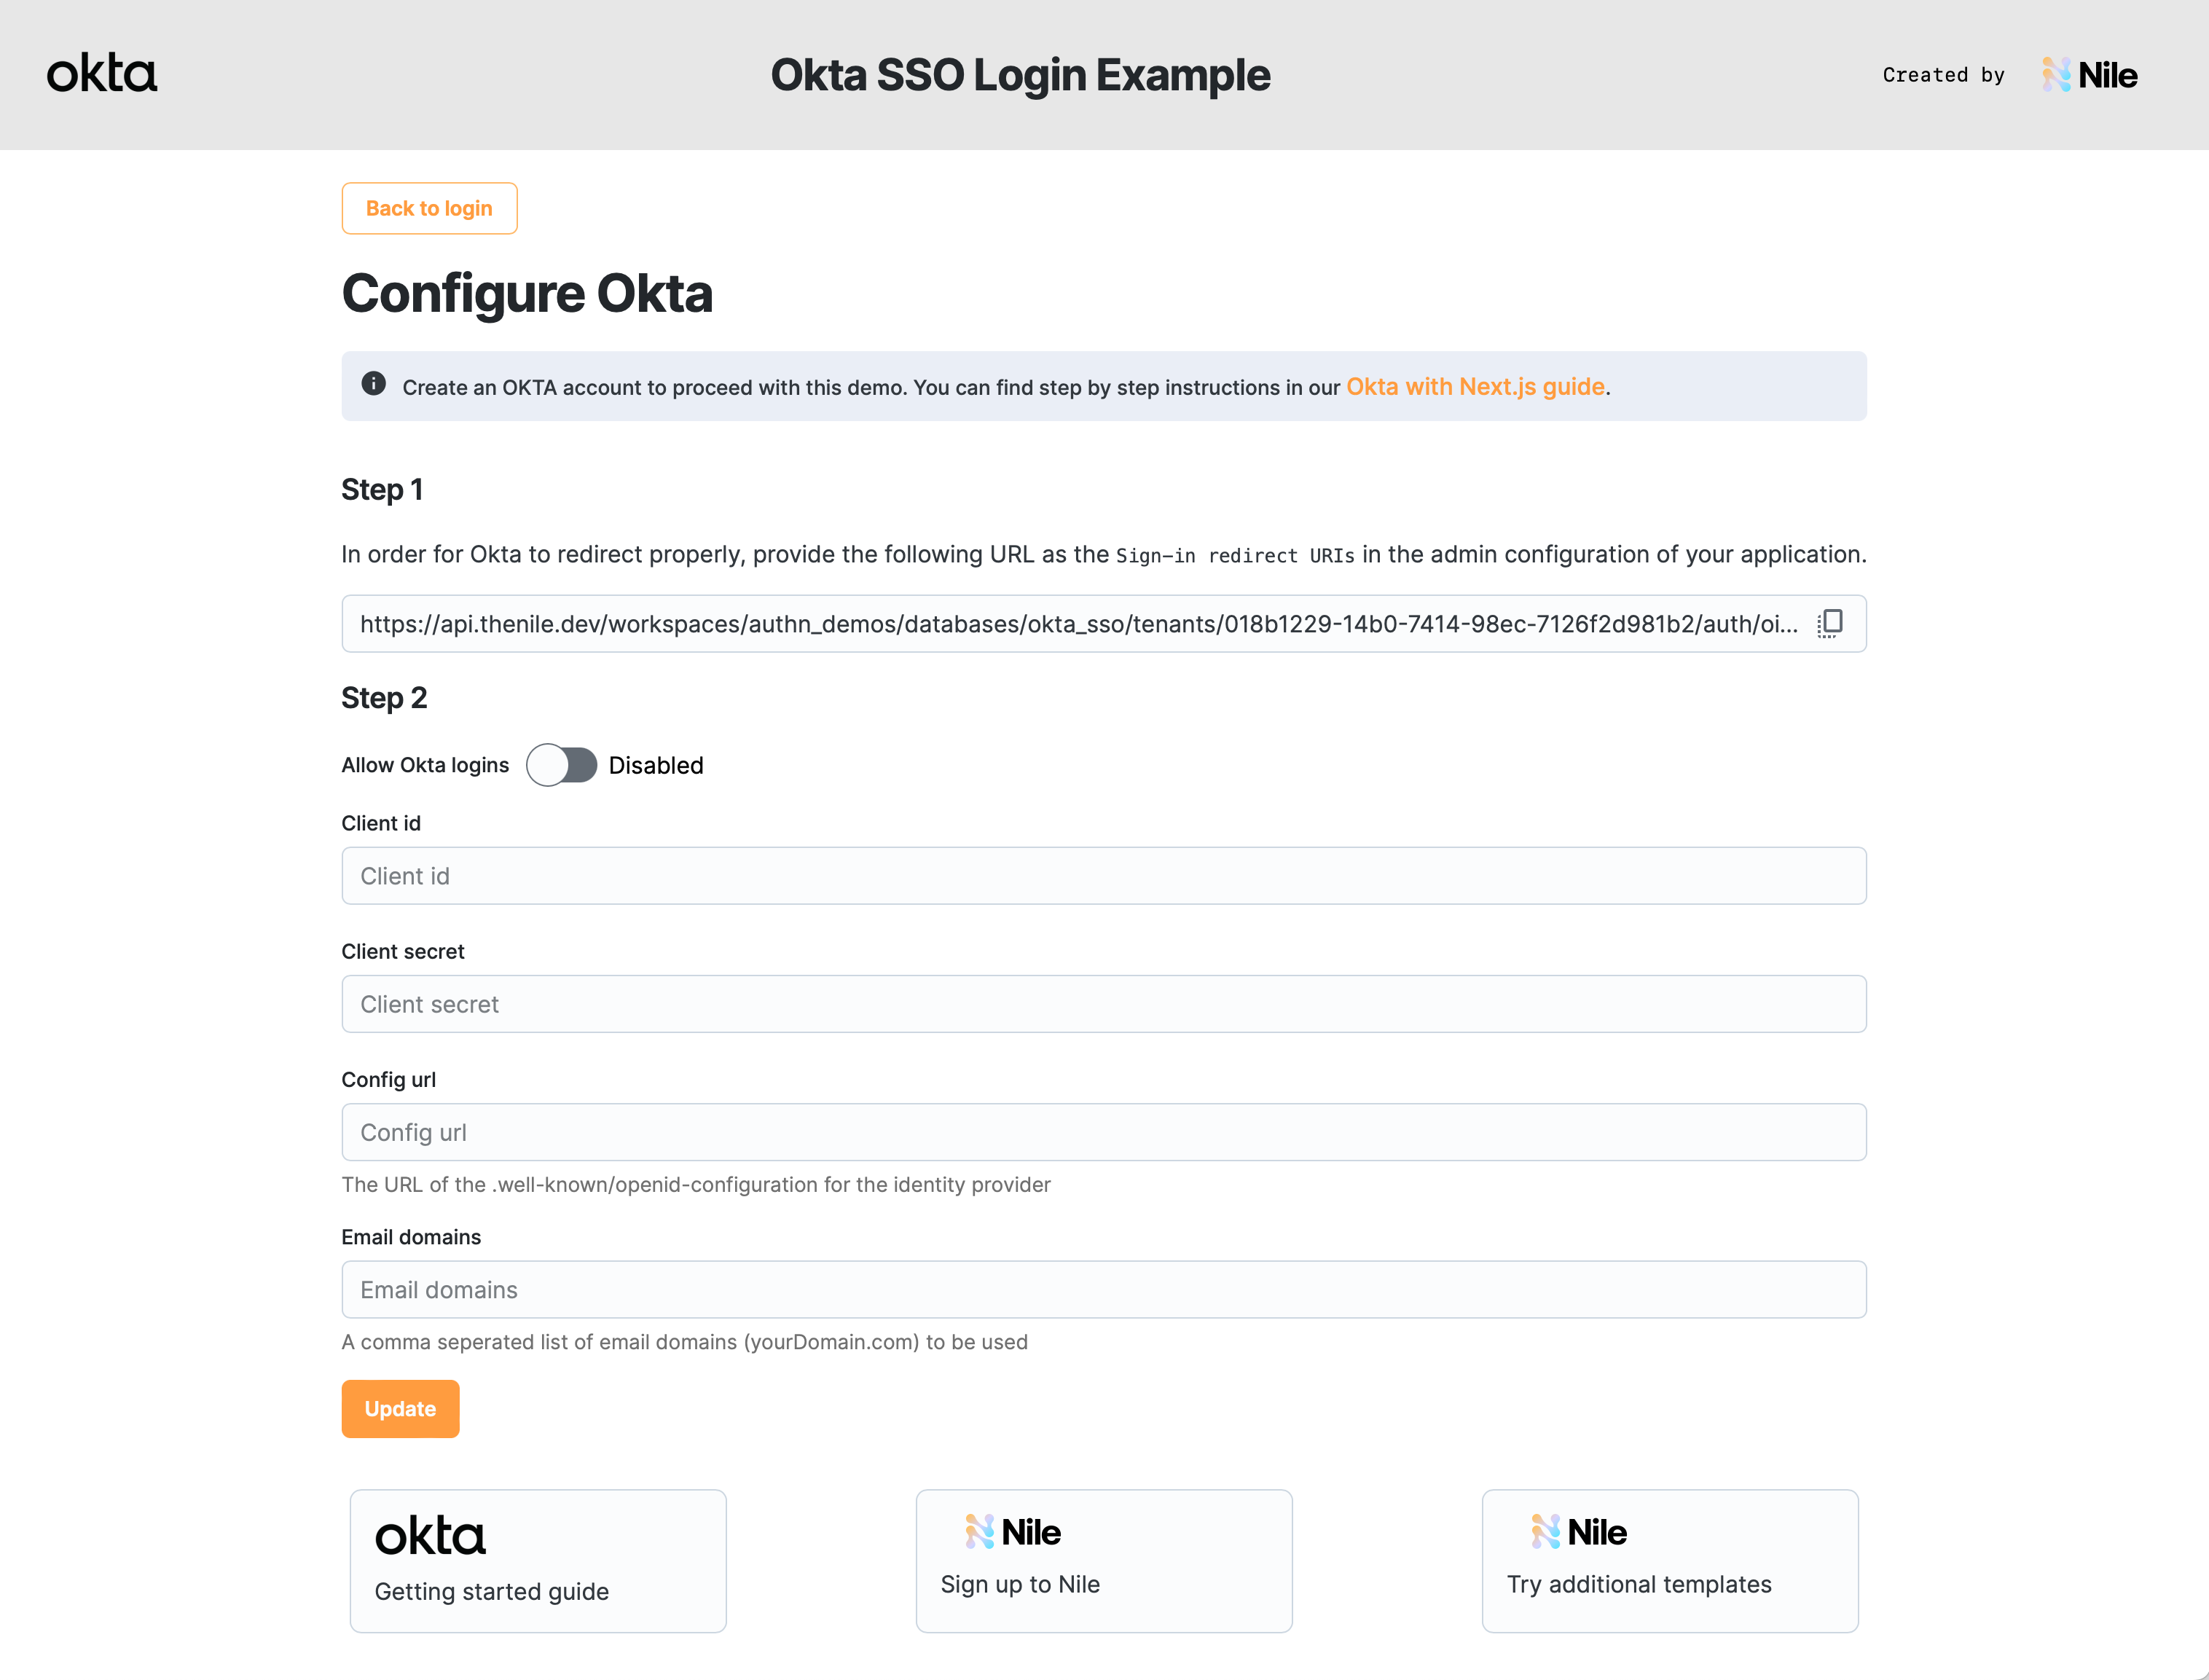 okta
Okta SSO Login Example
Created by
Nile
Back to login
Configure Okta
Create an OKTA account to proceed with this demo. You can find step by step instructions in our Okta with Next.js guide.
Step 1
In order for Okta to redirect properly, provide the following URL as the Sign-in redirect URIs in the admin configuration of your application.
https://api.thenile.dev/workspaces/authn_demos/databases/okta_sso/tenants/018b1229-14b0-7414-98ec-7126f2d981b2/auth/oi...
Step 2
Allow Okta logins
Disabled
Client id
Client id
Client secret
Client secret
Config url
Config url
The URL of the .well-known/openid-configuration for the identity provider
Email domains
Email domains
A comma seperated list of email domains (yourDomain.com) to be used
Update
okta
Getting started guide
Nile
Sign up to Nile
Nile
Try additional templates